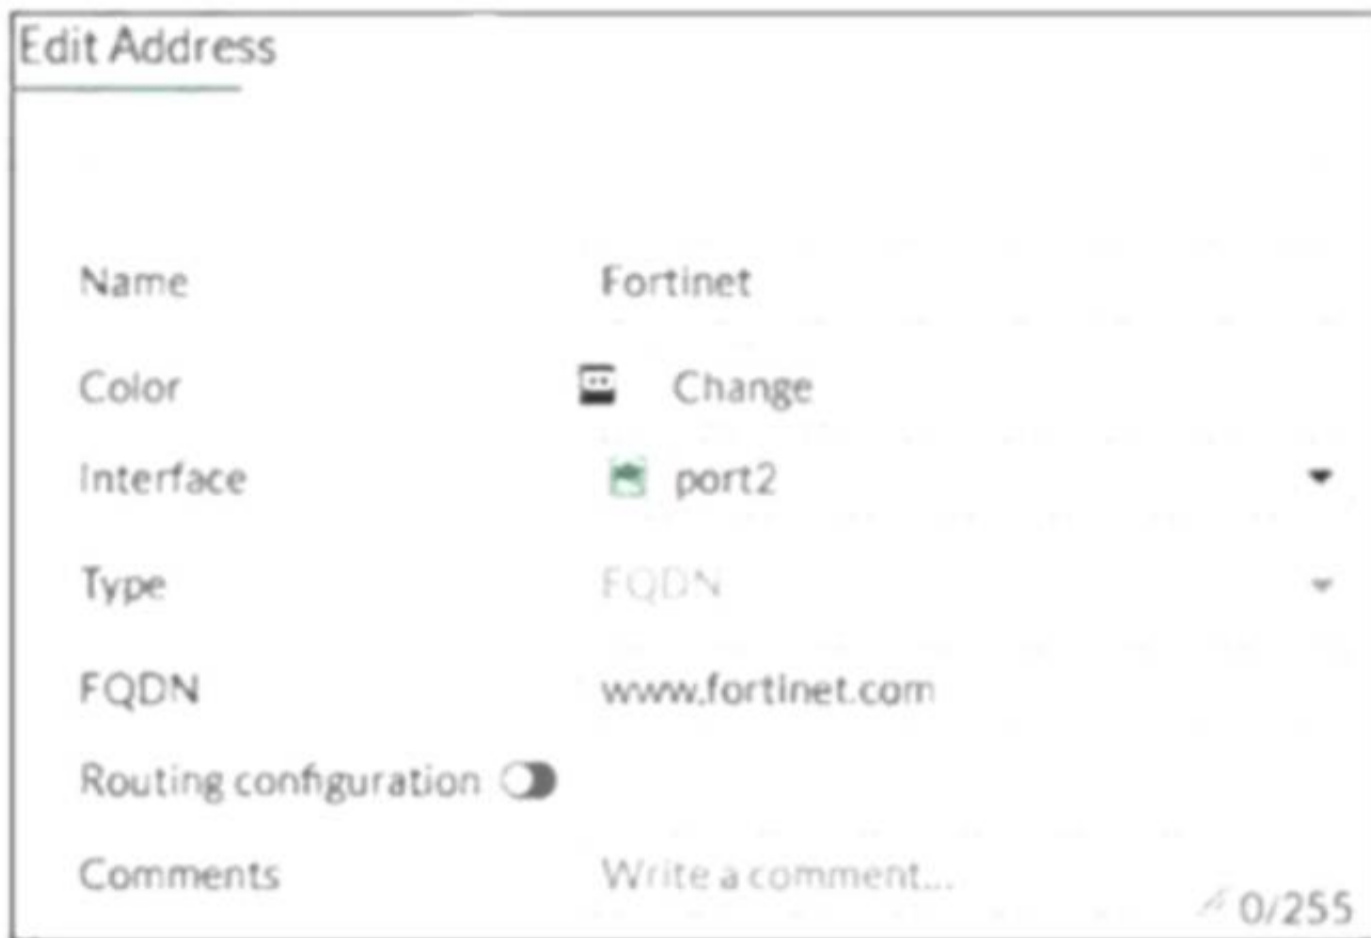 Edit Address
Name Fortinet
Color Change
Interface port2
Type FQDN
FQDN www.fortinet.com
Routing configuration
Comments Write a comment...
0/255